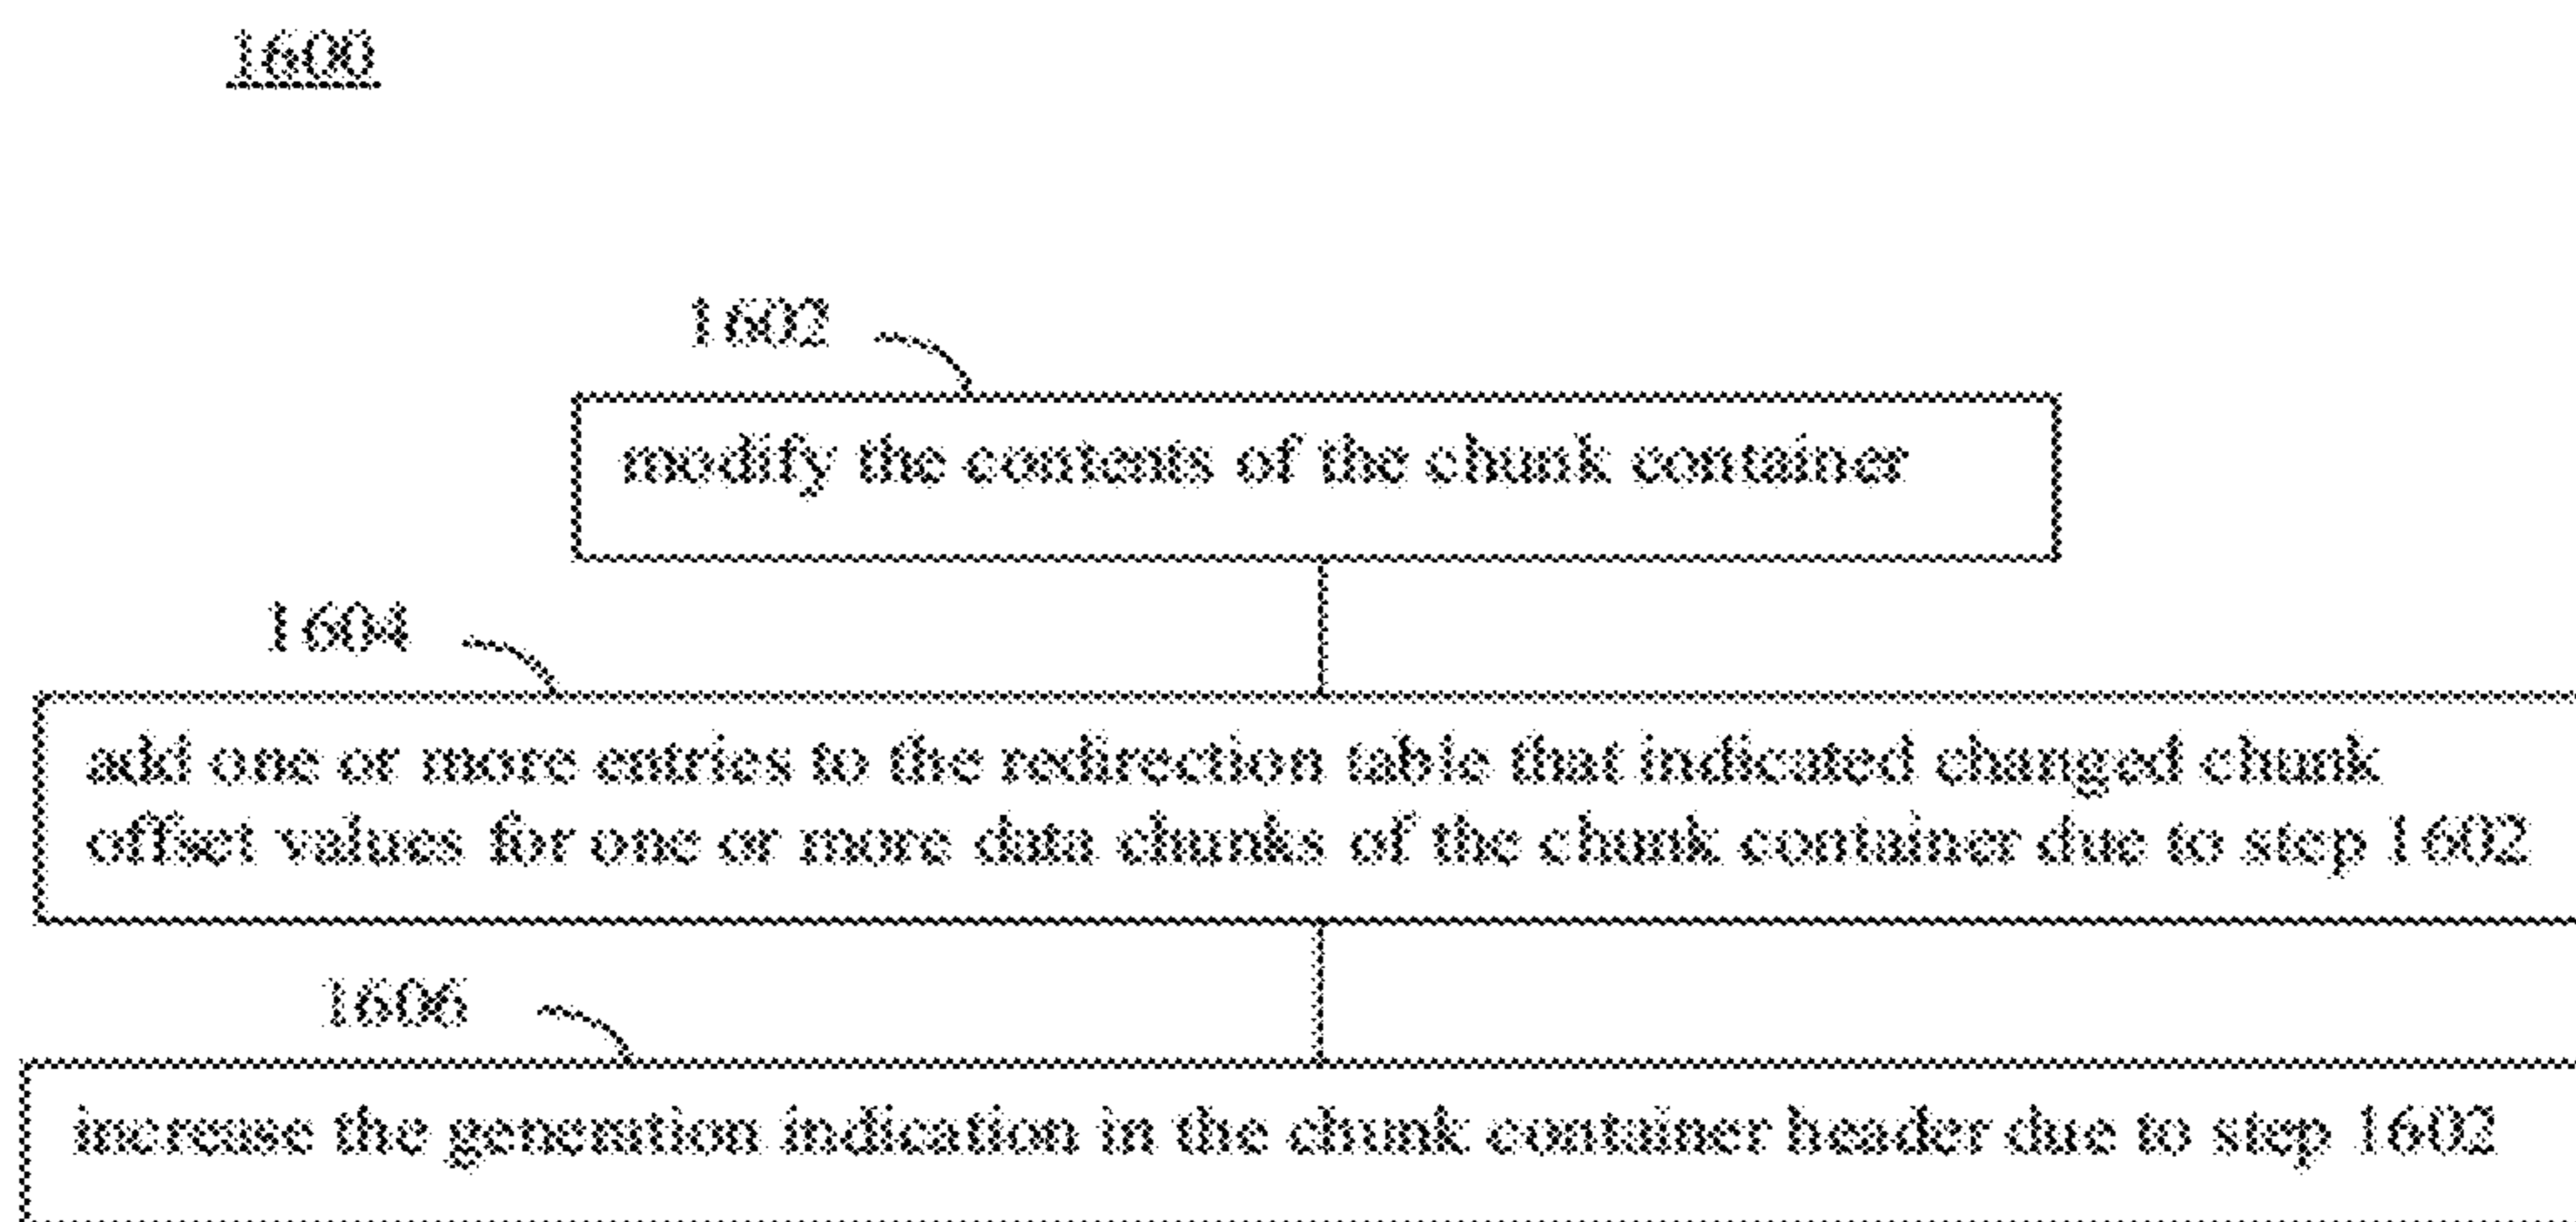 1600
1602
modify the contents of the chunk container
1604
add one or more entries to the redirection table that indicated changed chunk
offset values for one or more data chunks of the chunk container due to step 1602
1606
increase the generation indication in the chunk container header due to step 1602